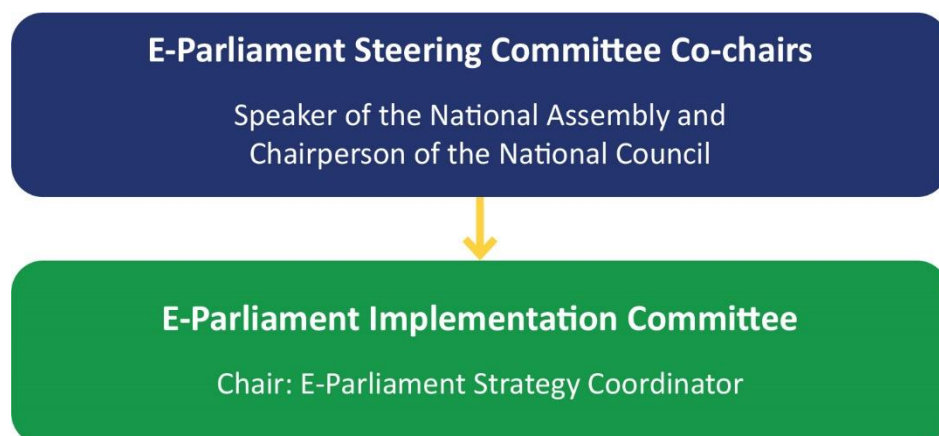 E-Parliament Steering Committee Co-chairs
Speaker of the National Assembly and
Chairperson of the National Council
E-Parliament Implementation Committee
Chair: E-Parliament Strategy Coordinator